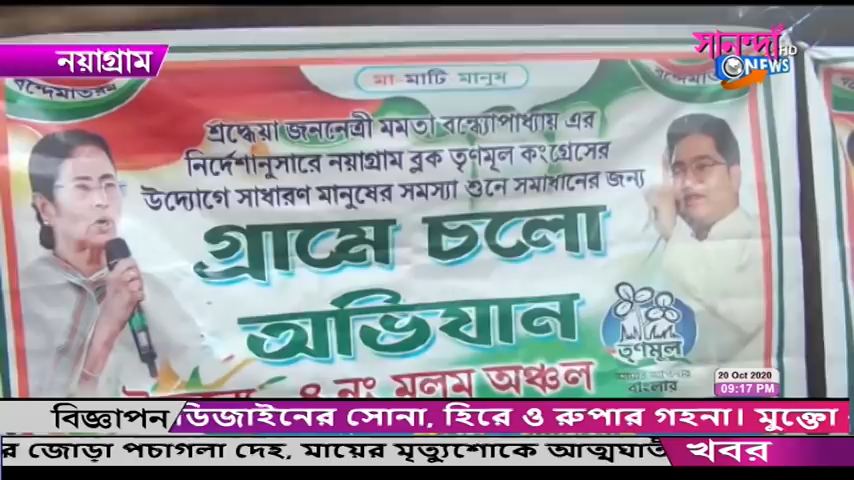 নয়াগ্রাম
সানন্দা HD
NEWS
বন্দেমাতরম
মা মাটি মানুষ
শ্রদ্ধেয়া জননেত্রী মমতা বন্ধ্যোপাধ্যায় এর
নির্দেশানুসারে নয়াগ্রাম ব্লক তৃণমূল কংগ্রেসের
উদ্যোগে সাধারণ মানুষের সমস্যা শুনে সমাধানের জন্য
গ্রামে চলো
অভিযান
৪ নং মলম অঞ্চল
তৃণমূল
বাংলার
20 Oct 2020
09:17 PM
বিজ্ঞাপন ডিজাইনের সোনা, হিরে ও রুপার গহনা। মুক্তো
র জোড়া পচাগলা দেহ, মায়ের মৃত্যুশোকে আত্মঘাত
খবর